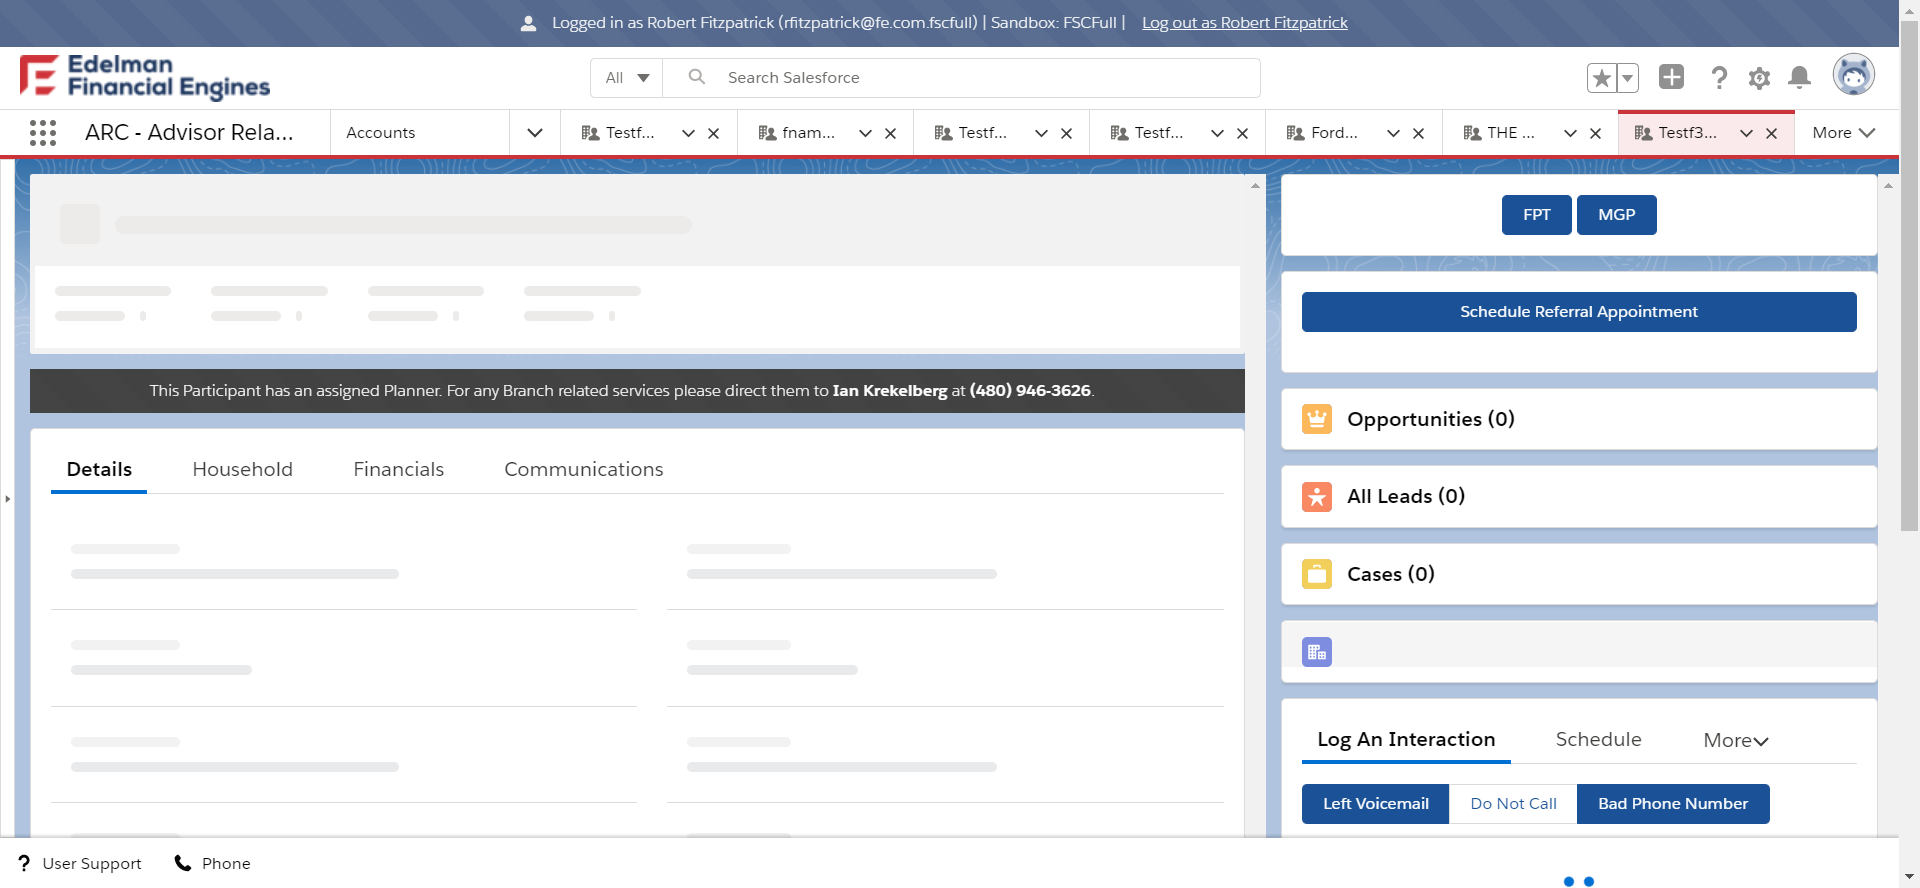 Logged in as Robert Fitzpatrick (rfitzpatrick@fe.com.fscfull) | Sandbox: FSCFull | Log out as Robert Fitzpatrick
Edelman
Financial Engines
All
Search Salesforce
ARC - Advisor Rela...
Accounts
Testf...
fnam...
Testf...
Testf...
Ford...
THE ...
Testf3...
More
FPT
MGP
Schedule Referral Appointment
This Participant has an assigned Planner. For any Branch related services please direct them to Ian Krekelberg at (480) 946-3626.
Details
Household
Financials
Communications
Opportunities (0)
All Leads (0)
Cases (0)
Log An Interaction
Schedule
More
Left Voicemail
Do Not Call
Bad Phone Number
User Support
Phone